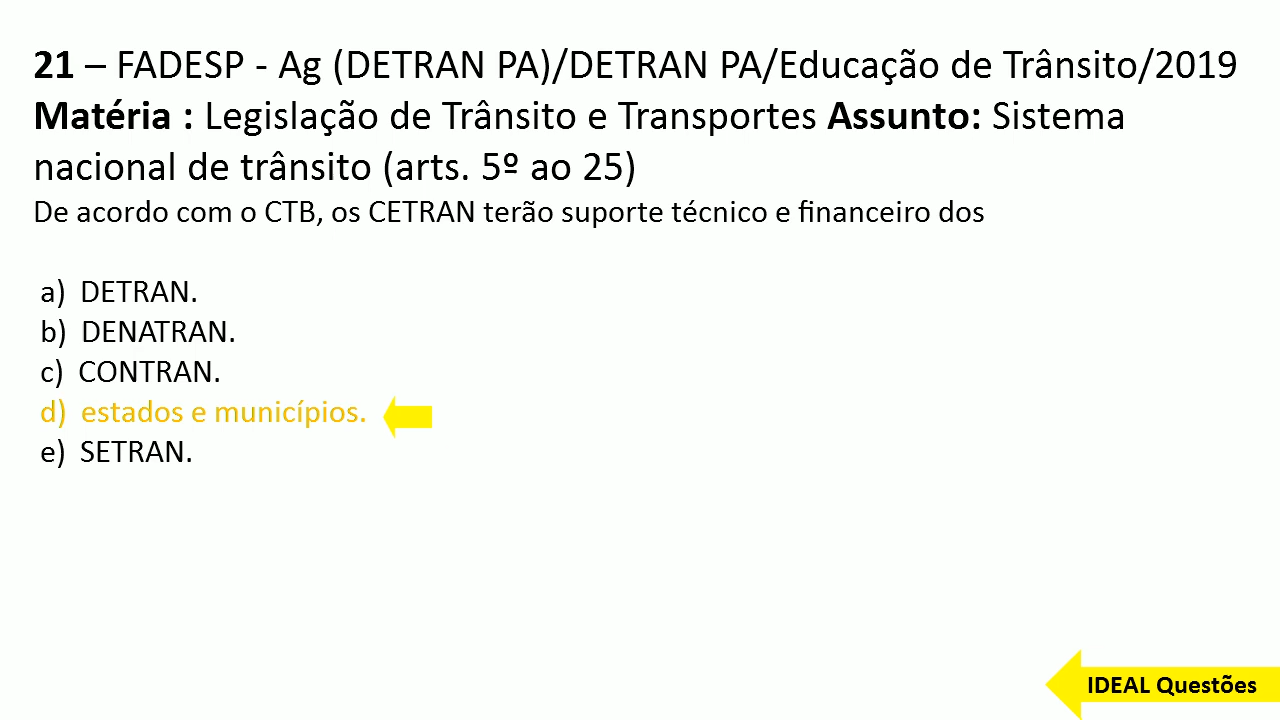 21 – FADESP - Ag (DETRAN PA)/DETRAN PA/Educação de Trânsito/2019
Matéria : Legislação de Trânsito e Transportes Assunto: Sistema
nacional de trânsito (arts. 5º ao 25)
De acordo com o CTB, os CETRAN terão suporte técnico e financeiro dos
a) DETRAN.
b) DENATRAN.
c) CONTRAN.
d) estados e municípios.
e) SETRAN.
IDEAL Questões